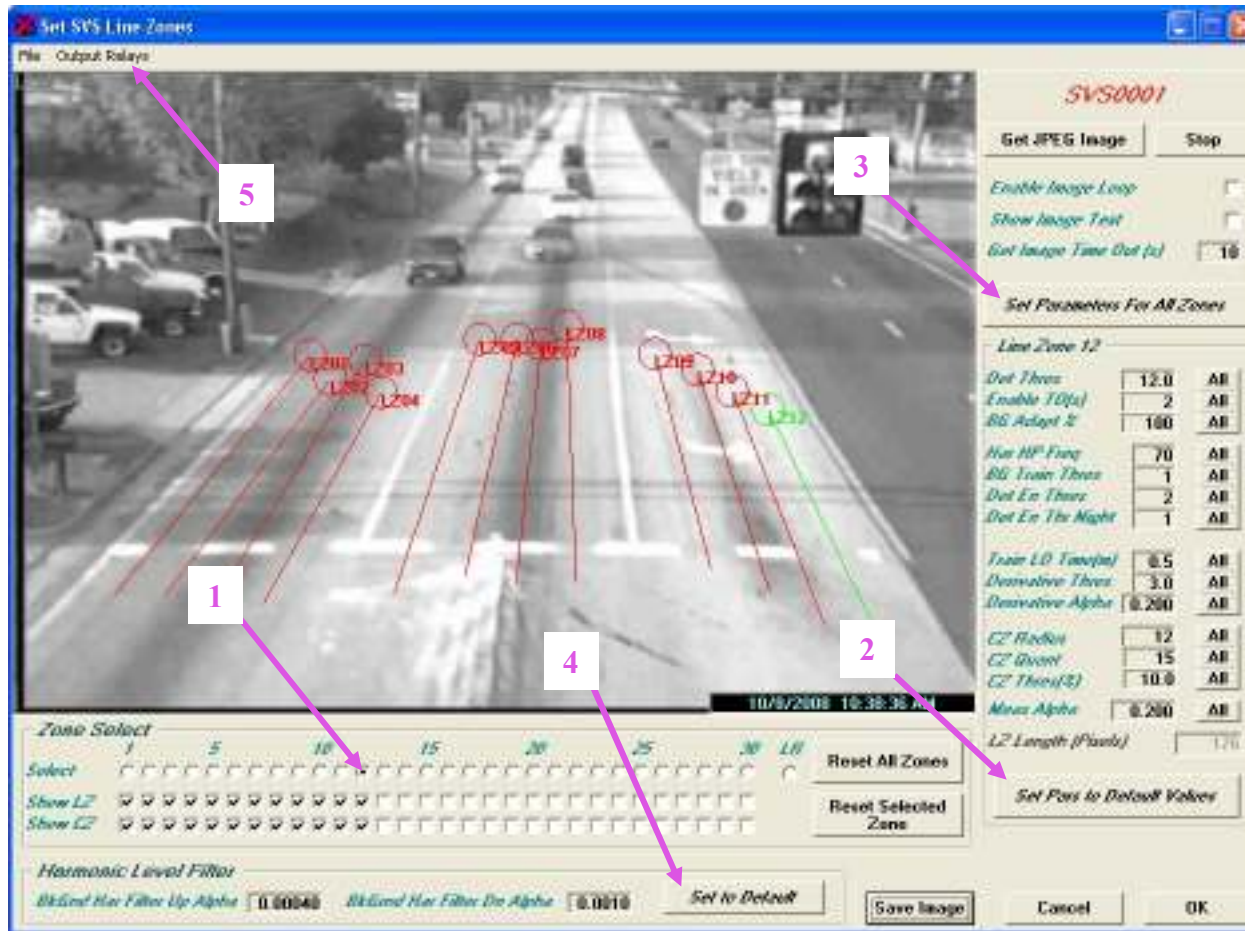 Set SVS Line Zones
File Output Relays
SVS0001
Get JPEG Image Stop
Enable Image Loop
Show Image Test
Get Image Time Out (s) 10
Set Parameters For All Zones
Line Zone 12
Det Thres 12.0 All
Enable TO(s) 2 All
BG Adapt % 100 All
Har HP Freq 70 All
BG Train Thres 1 All
Det En Thres 2 All
Det En Ths Night 1 All
Train LO Time(m) 0.5 All
Derivative Thres 3.0 All
Derivative Alpha 0.200 All
CZ Radius 12 All
CZ Quant 15 All
CZ Thres(%) 10.0 All
Meas Alpha 0.200 All
LZ Length (Pixels) 126
Set Pars to Default Values
YIELD
5
3
LZ03
LZ02
LZ04
LZ08
LZ09
LZ10
LZ11
LZ12
1
4
2
10/8/2008 10:38:36 AM
Zone Select
1 5 10 15 20 25 30
Select
Show LZ
Show CZ
Reset All Zones
Reset Selected Zone
Harmonic Level Filter
BkGnd Har Filter Up Alpha 0.00040 BkGnd Har Filter Dn Alpha 0.0010 Set to Default
Save Image Cancel OK